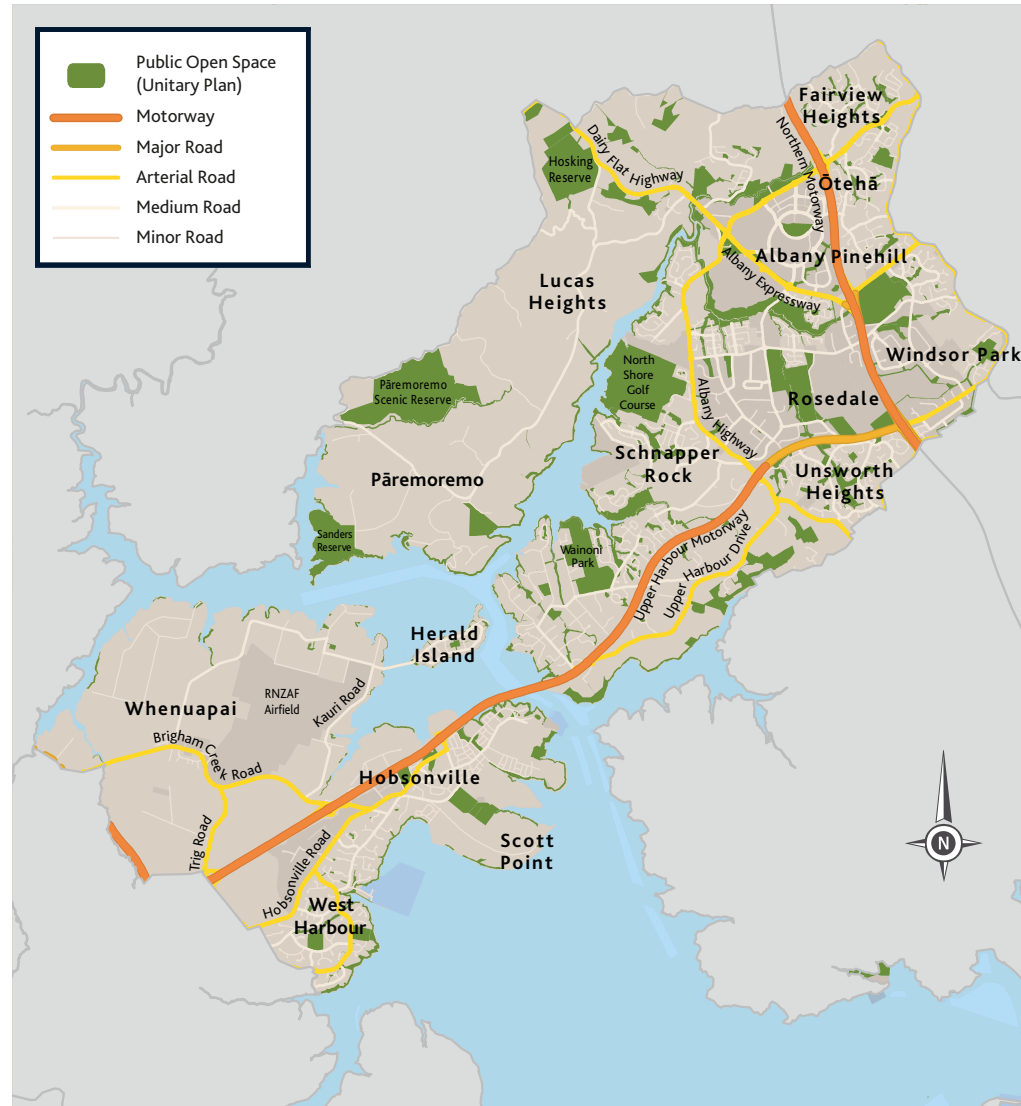 Public Open Space
(Unitary Plan)
Motorway
Major Road
Arterial Road
Medium Road
Minor Road
Fairview
Heights
Northern Motorway
Dairy Flat Highway
Hosking
Reserve
Ōtehā
Albany
Pinehill
Albany Expressway
Lucas
Heights
Windsor Park
North
Shore
Golf
Course
Pāremoremo
Scenic Reserve
Rosedale
Albany Highway
Schnapper
Rock
Unsworth
Heights
Pāremoremo
Sanders
Reserve
Wainoni
Park
Upper Harbour Motorway
Upper Harbour Drive
Herald
Island
RNZAF
Airfield
Kauri Road
Whenuapai
Brigham Creek Road
Hobsonville
Trig Road
Hobsonville Road
Scott
Point
West
Harbour
N